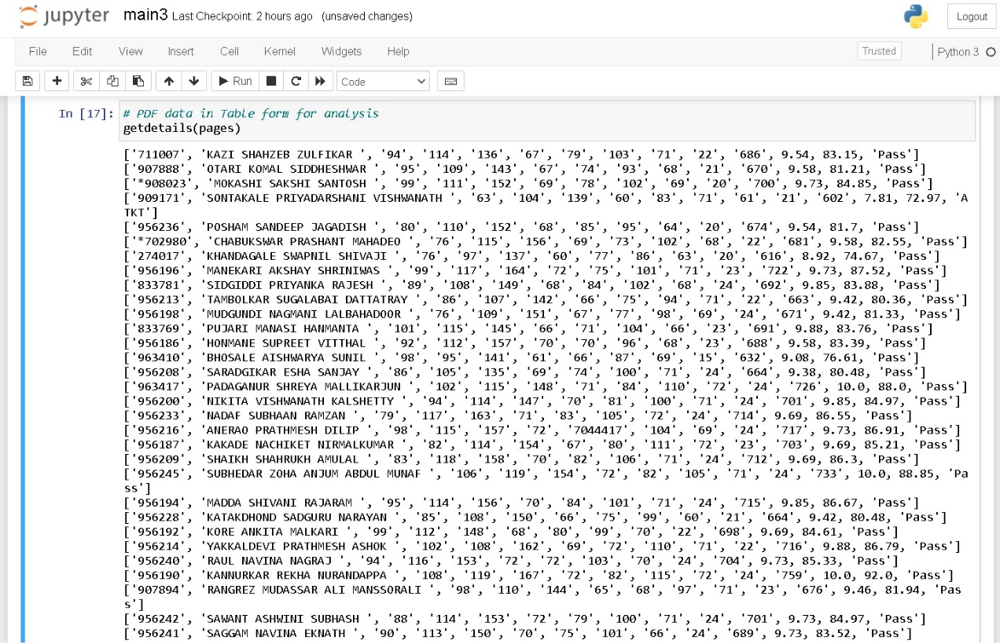 jupyter main3 Last Checkpoint: 2 hours ago (unsaved changes) Logout
File Edit View Insert Cell Kernel Widgets Help Trusted Python 3
Run Code
In [17]: # PDF data in Table form for analysis
getdetails(pages)
['711007', 'KAZI SHAHZEB ZULFIKAR ', '94', '114', '136', '67', '79', '103', '71', '22', '686', 9.54, 83.15, 'Pass']
['907888', 'OTARI KOMAL SIDDHESHWAR ', '95', '109', '143', '67', '74', '93', '68', '21', '670', 9.58, 81.21, 'Pass']
['*908023', 'MOKASHI SAKSHI SANTOSH ', '99', '111', '152', '69', '78', '102', '69', '20', '700', 9.73, 84.85, 'Pass']
['909171', 'SONTAKALE PRIYADARSHANI VISHWANATH ', '63', '104', '139', '60', '83', '71', '61', '21', '602', 7.81, 72.97, 'A
TKT']
['956236', 'POSHAM SANDEEP JAGADISH ', '80', '110', '152', '68', '85', '95', '64', '20', '674', 9.54, 81.7, 'Pass']
['*702980', 'CHABUKSWAR PRASHANT MAHADEO ', '76', '115', '156', '69', '73', '102', '68', '22', '681', 9.58, 82.55, 'Pass']
['274017', 'KHANDAGALE SWAPNIL SHIVAJI ', '76', '97', '137', '60', '77', '86', '63', '20', '616', 8.92, 74.67, 'Pass']
['956196', 'MANEKARI AKSHAY SHRINIWAS ', '99', '117', '164', '72', '75', '101', '71', '23', '722', 9.73, 87.52, 'Pass']
['833781', 'SIDGIDDI PRIYANKA RAJESH ', '89', '108', '149', '68', '84', '102', '68', '24', '692', 9.85, 83.88, 'Pass']
['956213', 'TAMBOLKAR SUGALABAI DATTATRAY ', '86', '107', '142', '66', '75', '94', '71', '22', '663', 9.42, 80.36, 'Pass']
['956198', 'MUDGUNDI NAGMANI LALBAHADOOR ', '76', '109', '151', '67', '77', '98', '69', '24', '671', 9.42, 81.33, 'Pass']
['833769', 'PUJARI MANASI HANMANTA ', '101', '115', '145', '66', '71', '104', '66', '23', '691', 9.88, 83.76, 'Pass']
['956186', 'HONMANE SUPREET VITTHAL ', '92', '112', '157', '70', '70', '96', '68', '23', '688', 9.58, 83.39, 'Pass']
['963410', 'BHOSALE AISHWARYA SUNIL ', '98', '95', '141', '61', '66', '87', '69', '15', '632', 9.08, 76.61, 'Pass']
['956208', 'SARADGIKAR ESHA SANJAY ', '86', '105', '135', '69', '74', '100', '71', '24', '664', 9.38, 80.48, 'Pass']
['963417', 'PADAGANUR SHREYA MALLIKARJUN ', '102', '115', '148', '71', '84', '110', '72', '24', '726', 10.0, 88.0, 'Pass']
['956200', 'NIKITA VISHWANATH KALSHETTY ', '94', '114', '147', '70', '81', '100', '71', '24', '701', 9.85, 84.97, 'Pass']
['956233', 'NADAF SUBHAAN RAMZAN ', '79', '117', '163', '71', '83', '105', '72', '24', '714', 9.69, 86.55, 'Pass']
['956216', 'ANERAO PRATHMESH DILIP ', '98', '115', '157', '72', '7044417', '104', '69', '24', '717', 9.73, 86.91, 'Pass']
['956187', 'KAKADE NACHIKET NIRMALKUMAR ', '82', '114', '154', '67', '80', '111', '72', '23', '703', 9.69, 85.21, 'Pass']
['956209', 'SHAIKH SHAHRUKH AMULAL ', '83', '118', '158', '70', '82', '106', '71', '24', '712', 9.69, 86.3, 'Pass']
['956245', 'SUBHEDAR ZOHA ANJUM ABDUL MUNAF ', '106', '119', '154', '72', '82', '105', '71', '24', '733', 10.0, 88.85, 'Pa
ss']
['956194', 'MADDA SHIVANI RAJARAM ', '95', '114', '156', '70', '84', '101', '71', '24', '715', 9.85, 86.67, 'Pass']
['956228', 'KATAKDHOND SADGURU NARAYAN ', '85', '108', '150', '66', '75', '99', '60', '21', '664', 9.42, 80.48, 'Pass']
['956192', 'KORE ANKITA MALKARI ', '99', '112', '148', '68', '80', '99', '70', '22', '698', 9.69, 84.61, 'Pass']
['956214', 'YAKKALDEVI PRATHMESH ASHOK ', '102', '108', '162', '69', '72', '110', '71', '22', '716', 9.88, 86.79, 'Pass']
['956240', 'RAUL NAVINA NAGRAJ ', '94', '116', '153', '72', '72', '103', '70', '24', '704', 9.73, 85.33, 'Pass']
['956190', 'KANNURKAR REKHA NURANDAPPA ', '108', '119', '167', '72', '82', '115', '72', '24', '759', 10.0, 92.0, 'Pass']
['907894', 'RANGREZ MUDASSAR ALI MANSSORALI ', '98', '110', '144', '65', '68', '97', '71', '23', '676', 9.46, 81.94, 'Pas
s']
['956242', 'SAWANT ASHWINI SUBHASH ', '88', '114', '153', '72', '79', '100', '71', '24', '701', 9.73, 84.97, 'Pass']
['956241', 'SAGGAM NAVINA EKNATH ', '90', '113', '150', '70', '75', '101', '66', '24', '689', 9.73, 83.52, 'Pass']